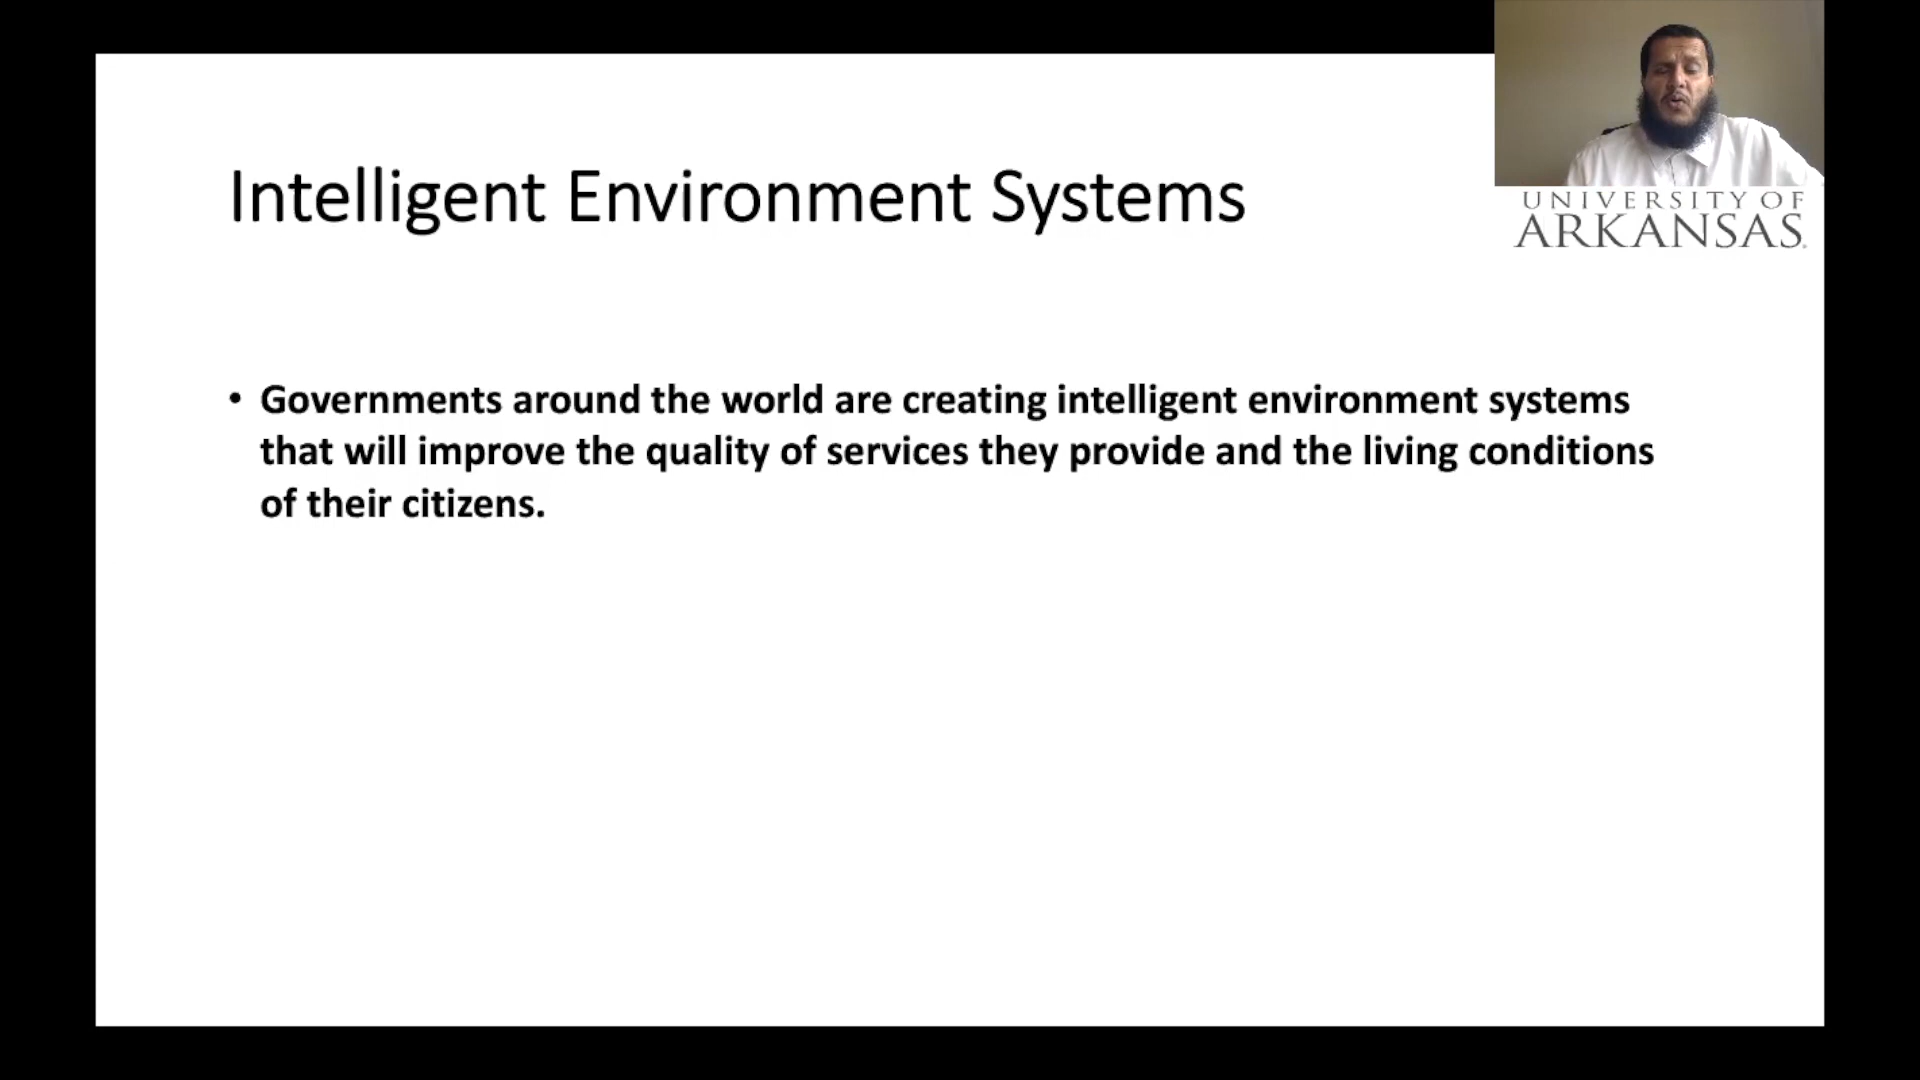 Intelligent Environment Systems
UNIVERSITY OF
ARKANSAS
• Governments around the world are creating intelligent environment systems
that will improve the quality of services they provide and the living conditions
of their citizens.